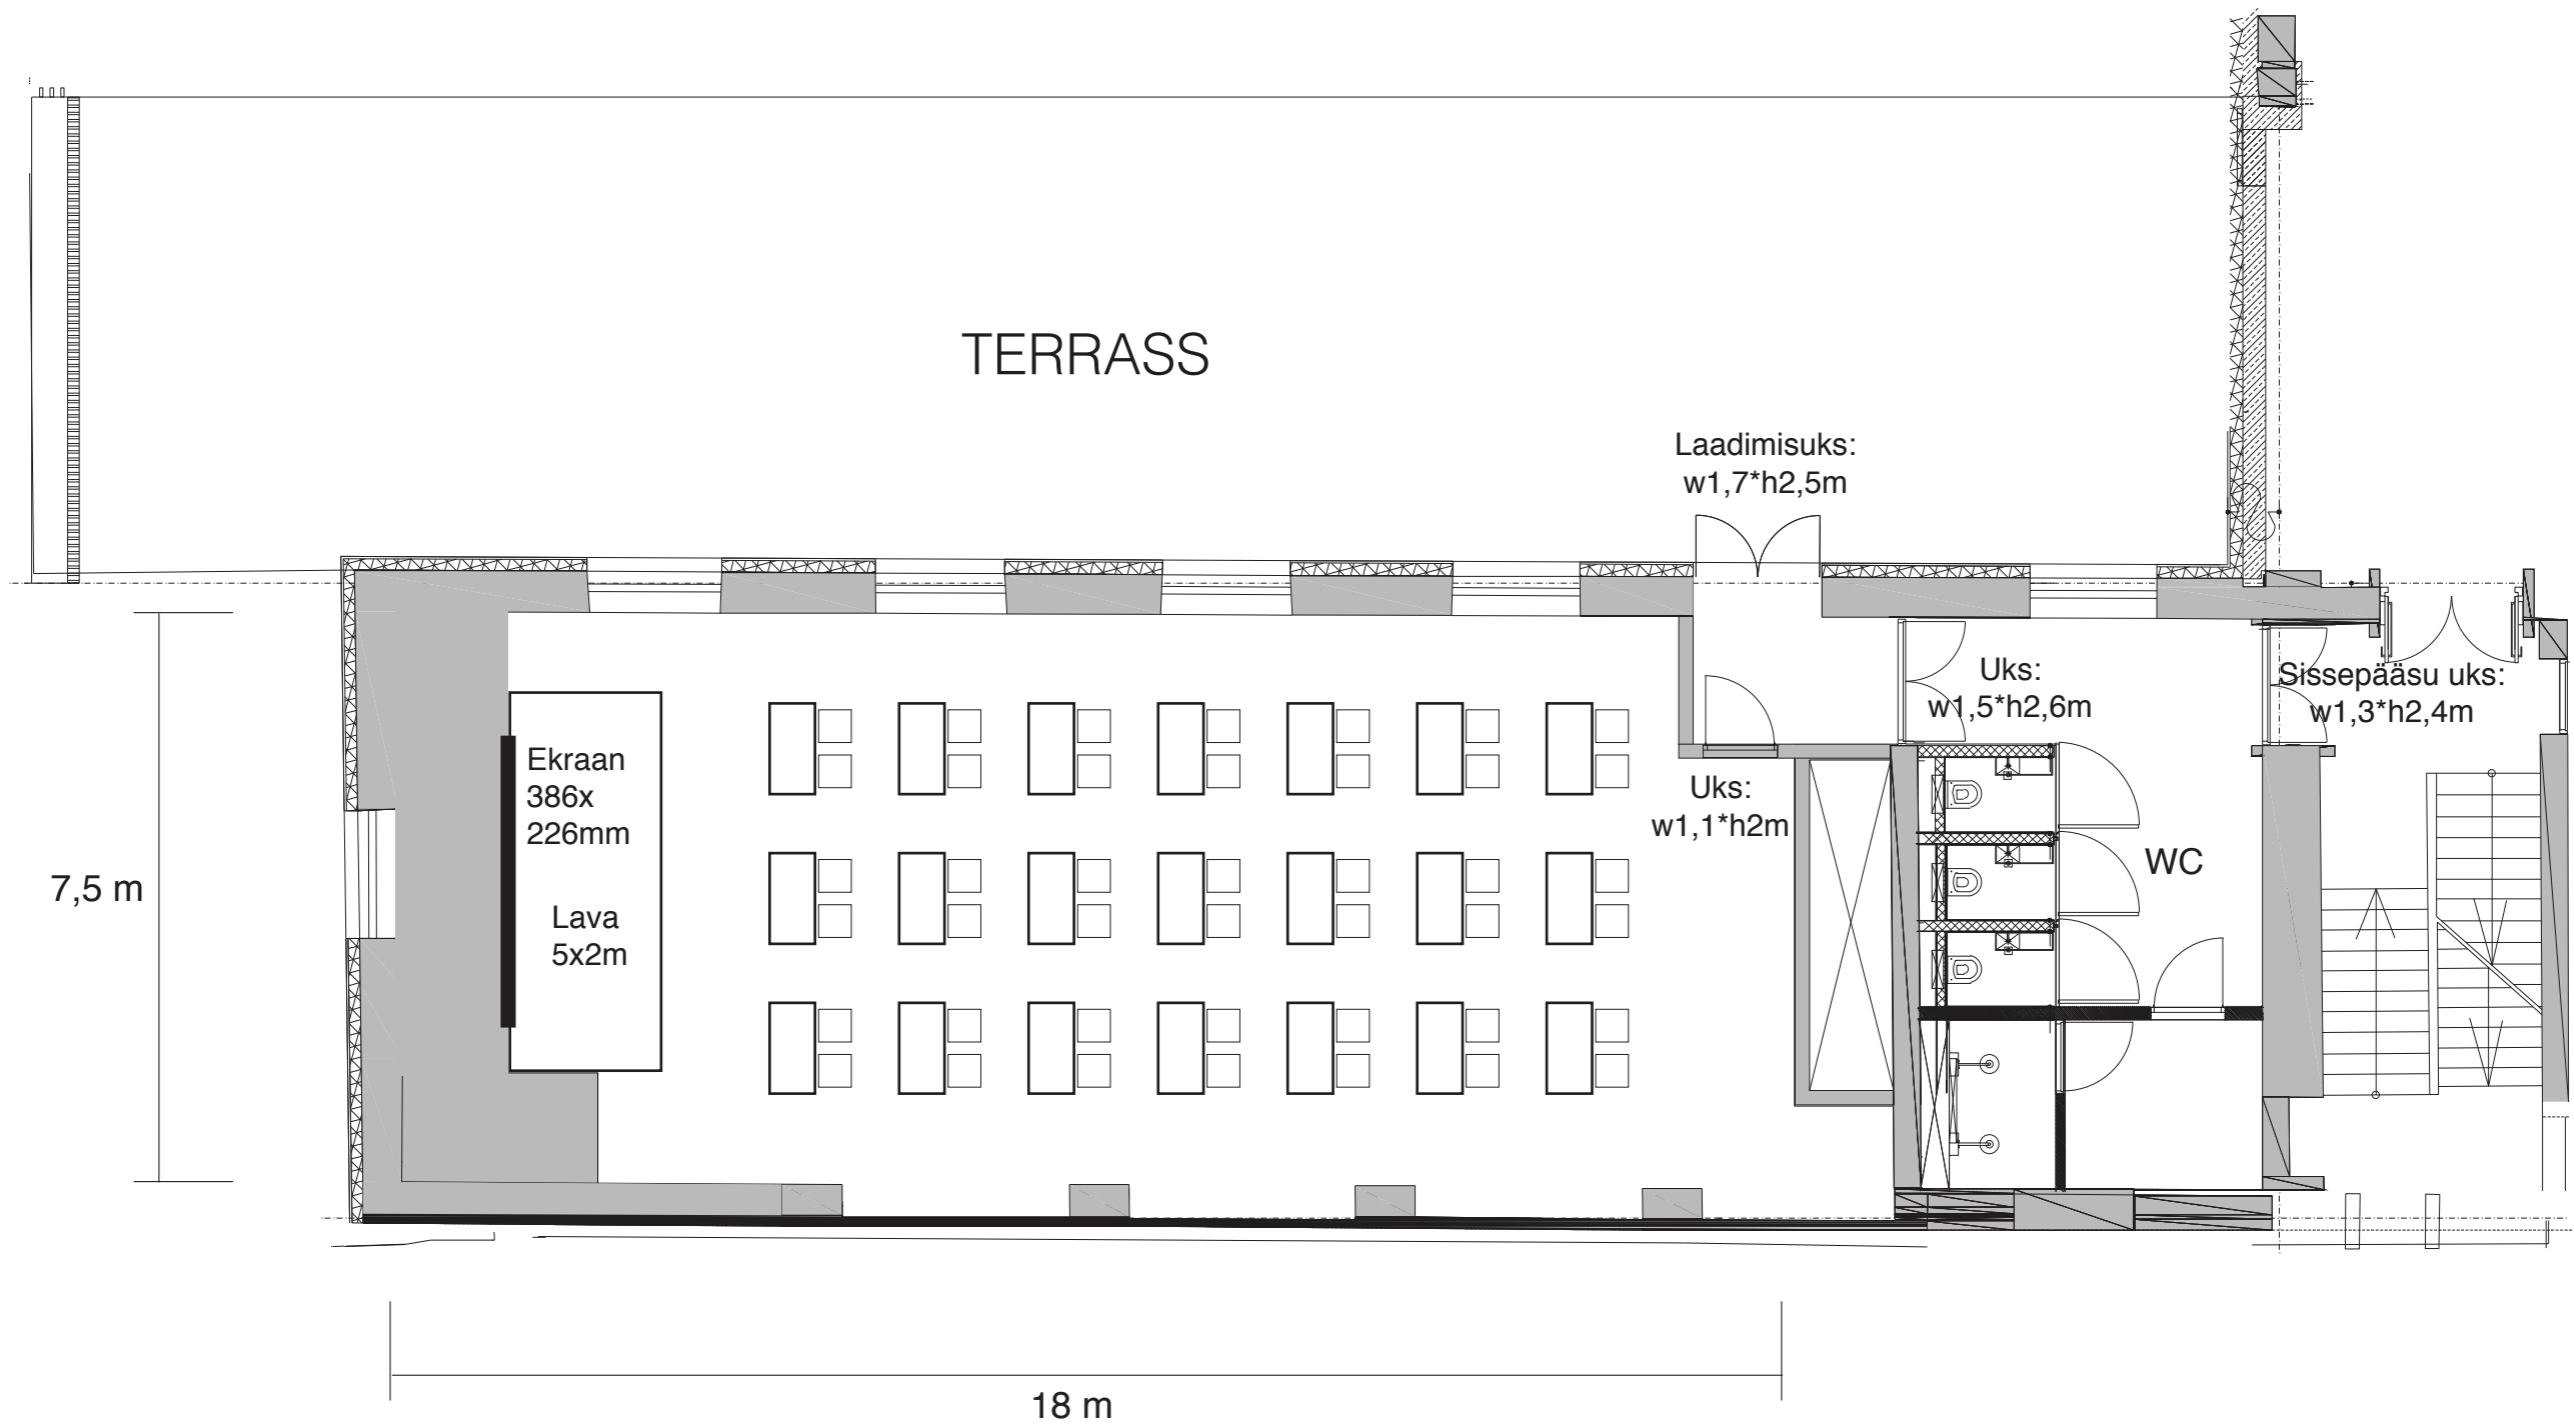 TERRASS
Laadimisuks:
w1,7*h2,5m
Uks:
w1,5*h2,6m
Sissepääsu uks:
w1,3*h2,4m
Ekraan
386x
226mm
Uks:
w1,1*h2m
WC
7,5 m
Lava
5x2m
18 m